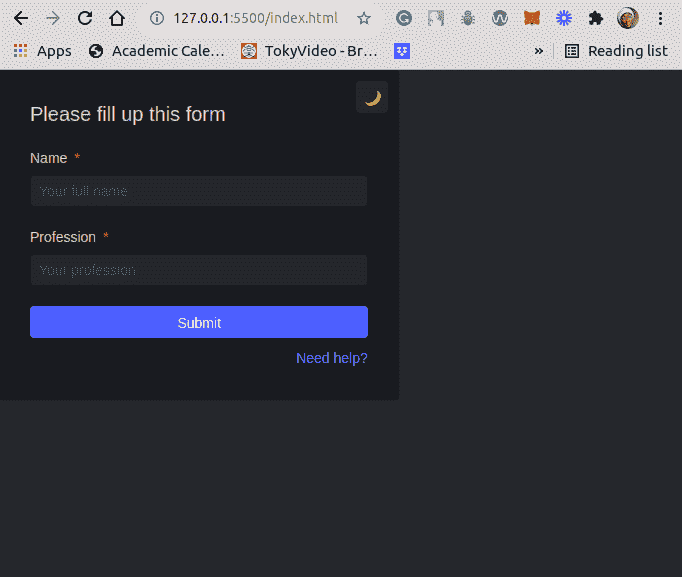 127.0.0.1:5500/index.html
Apps Academic Cale... TokyVideo - Br... » Reading list
Please fill up this form
Name *
Your full name
Profession *
Your profession
Submit
Need help?